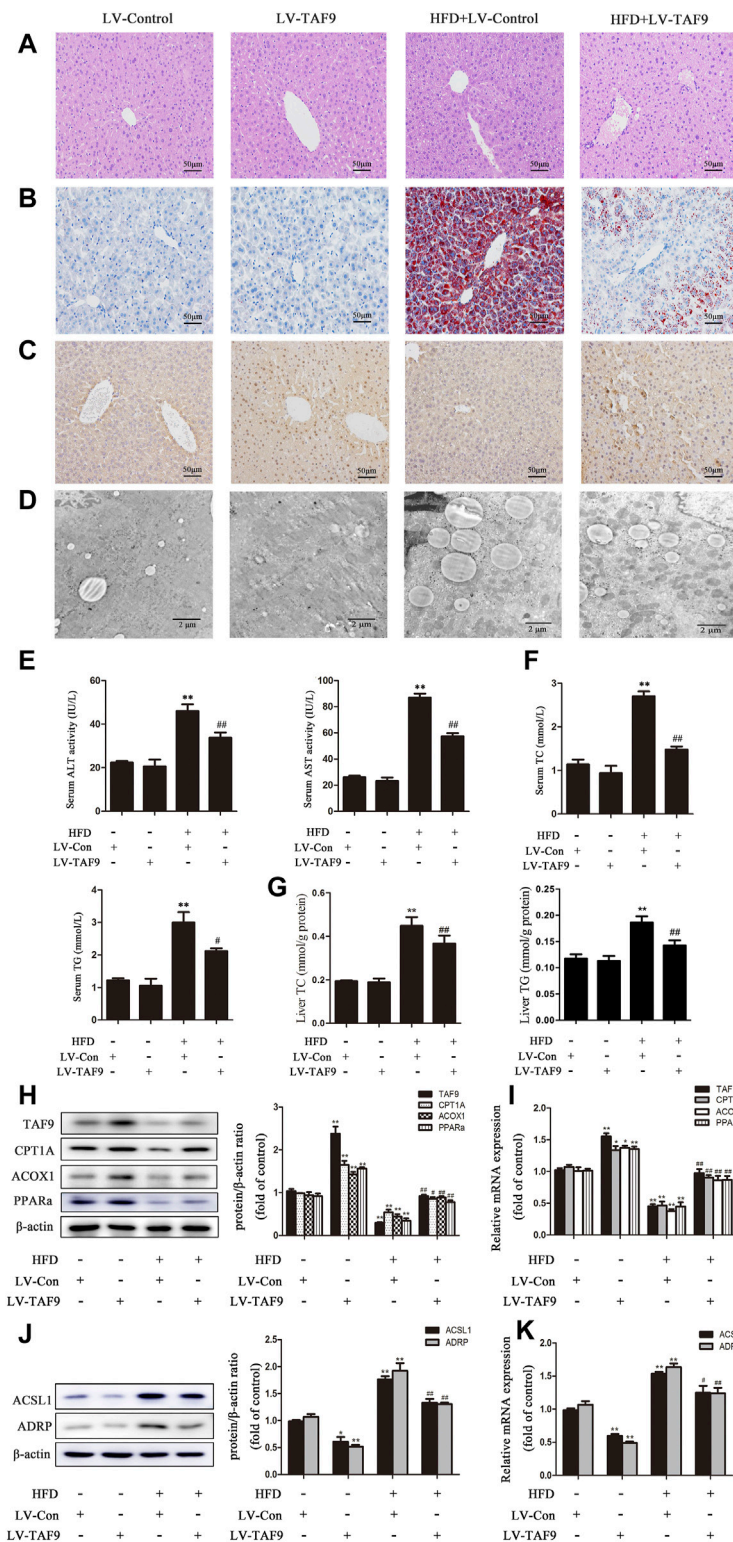 LV-Control LV-TAF9 HFD+LV-Control HFD+LV-TAF9
A
50μm 50μm 50μm 50μm
B
50μm 50μm 50μm 50μm
C
50μm 50μm 50μm 50μm
D
2 μm 2 μm 2 μm 2 μm
E
Serum ALT activity (IU/L)
60
40
20
0
**
##
HFD - - + +
LV-Con + - + -
LV-TAF9 - + - +
Serum AST activity (IU/L)
100
80
60
40
20
0
**
##
HFD - - + +
LV-Con + - + -
LV-TAF9 - + - +
F
Serum TC (mmol/L)
3
2
1
0
**
##
HFD - - + +
LV-Con + - + -
LV-TAF9 - + - +
Serum TG (mmol/L)
4
3
2
1
0
**
#
HFD - - + +
LV-Con + - + -
LV-TAF9 - + - +
G
Liver TC (mmol/g protein)
0.6
0.4
0.2
0.0
**
##
HFD - - + +
LV-Con + - + -
LV-TAF9 - + - +
Liver TG (mmol/g protein)
0.20
0.15
0.10
0.05
0.00
**
##
HFD - - + +
LV-Con + - + -
LV-TAF9 - + - +
H
TAF9
CPT1A
ACOX1
PPARa
β-actin
HFD - - + +
LV-Con + - + -
LV-TAF9 - + - +
protein/β-actin ratio
(fold of control)
3
2
1
0
TAF9
CPT1A
ACOX1
PPARa
** ** ** **
** ** ** **
## # ## ##
HFD - - + +
LV-Con + - + -
LV-TAF9 - + - +
I
Relative mRNA expression
2.0
1.5
1.0
0.5
0.0
TAF
CPT
ACO
PPA
** * * **
** ** ** **
## ## ## ##
HFD - - + +
LV-Con + - + -
LV-TAF9 - + - +
J
ACSL1
ADRP
β-actin
HFD - - + +
LV-Con + - + -
LV-TAF9 - + - +
protein/β-actin ratio
(fold of control)
2.5
2.0
1.5
1.0
0.5
0.0
ACSL1
ADRP
* **
** **
## ##
HFD - - + +
LV-Con + - + -
LV-TAF9 - + - +
K
Relative mRNA expression
(fold of control)
2.0
1.5
1.0
0.5
0.0
ACS
ADR
** **
** **
# ##
HFD - - + +
LV-Con + - + -
LV-TAF9 - + - +